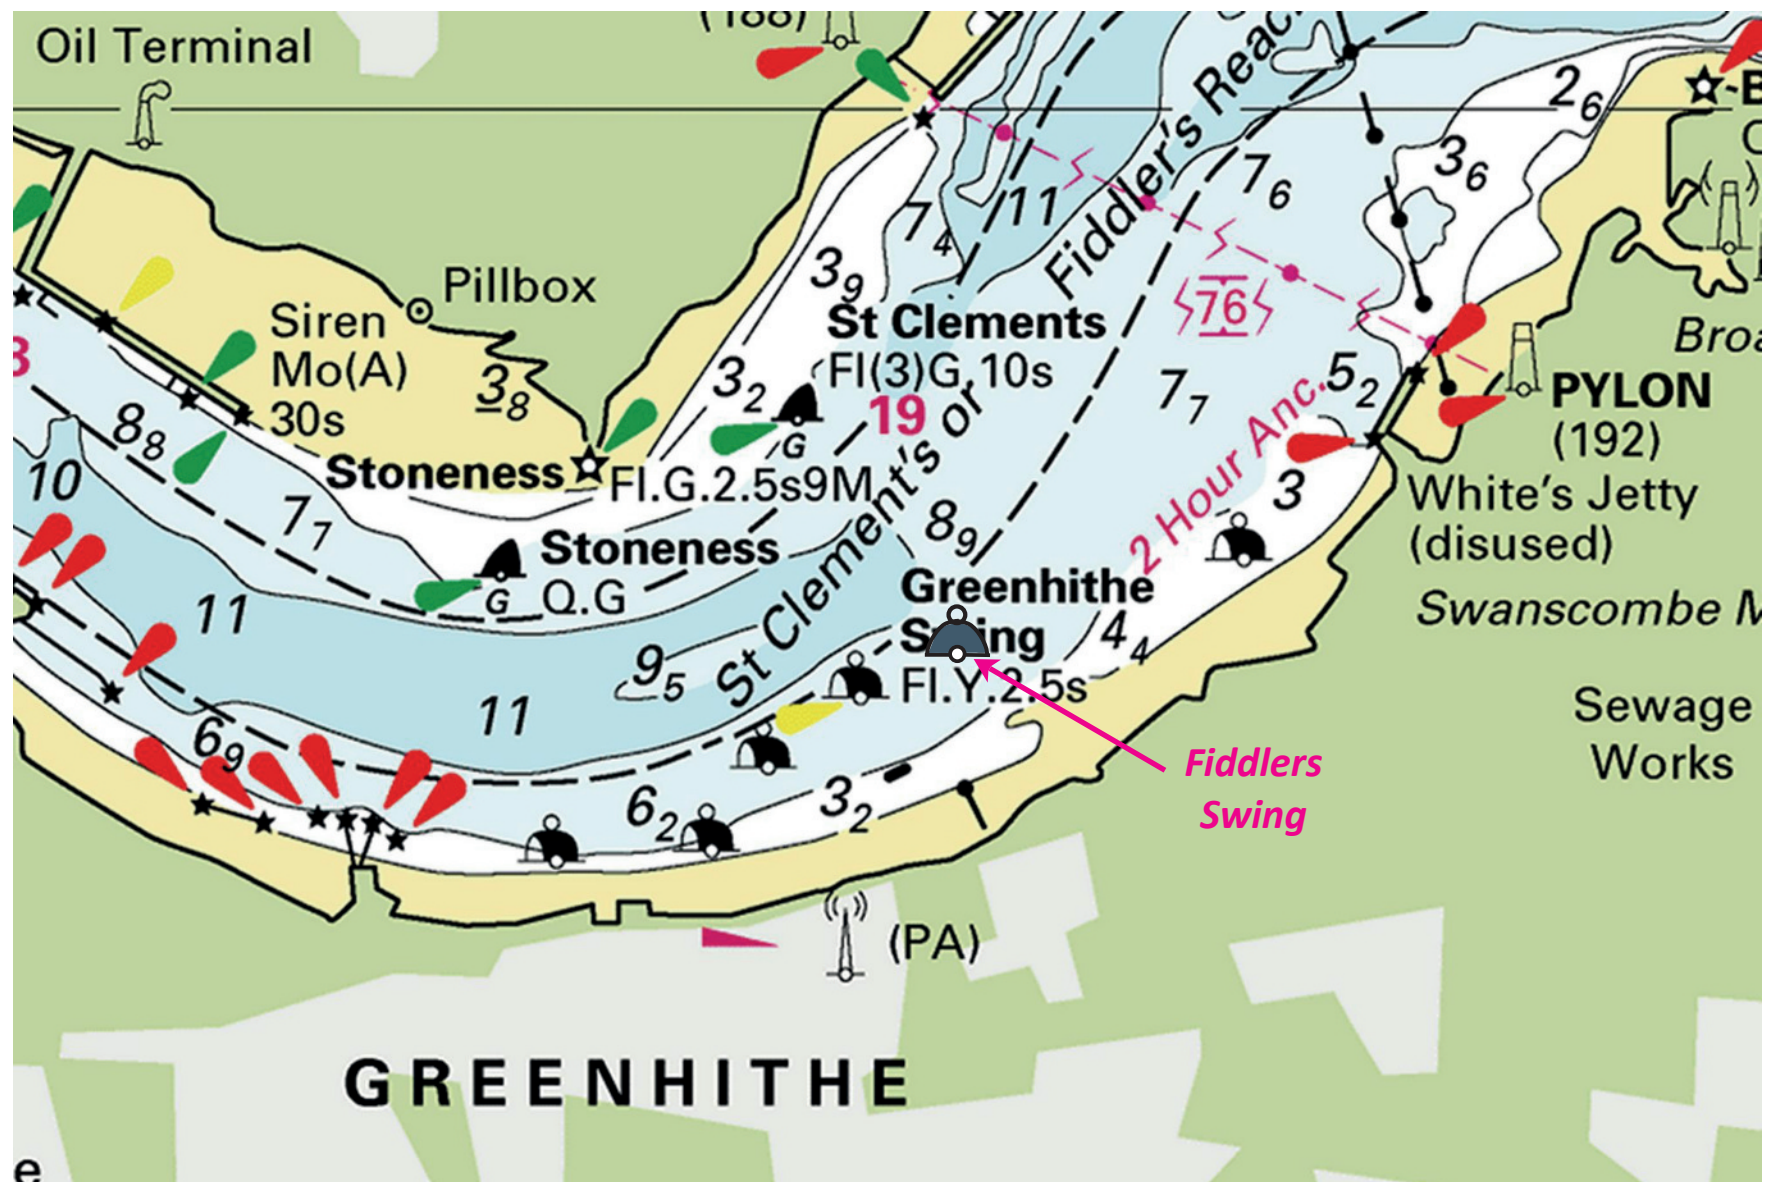 (188)
Oil Terminal
Fiddler's Reach
2₆
3₆
7₆
11
7₄
3₉
Pillbox
Siren
Mo(A)
30s
3₈
St Clements
Fl(3)G.10s
19
G
3₂
76
7₇
5₂
2 Hour Anc.
PYLON
(192)
White's Jetty
(disused)
3
8₈
10
7₇
Stoneness
Fl.G.2.5s9M
Stoneness
Q.G
G
St Clement's or
8₉
Greenhithe
Swing
Fl.Y.2.5s
4₄
Swanscombe
11
9₅
11
6₉
6₂
3₂
Fiddlers
Swing
Sewage
Works
(PA)
GREENHITHE